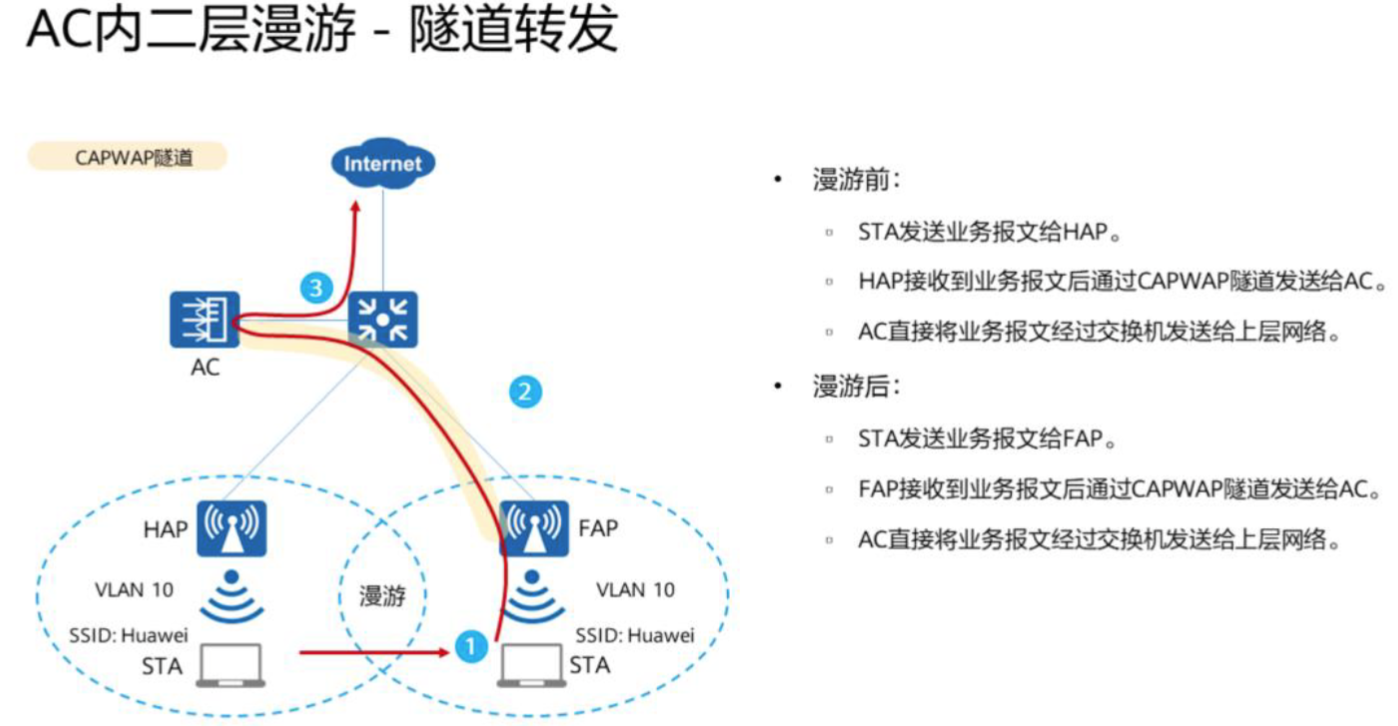 AC内二层漫游 - 隧道转发
CAPWAP隧道
Internet
3
AC
2
HAP
FAP
VLAN 10
漫游
VLAN 10
SSID: Huawei
1
SSID: Huawei
STA
STA
• 漫游前：
▫ STA发送业务报文给HAP。
▫ HAP接收到业务报文后通过CAPWAP隧道发送给AC。
▫ AC直接将业务报文经过交换机发送给上层网络。
• 漫游后：
▫ STA发送业务报文给FAP。
▫ FAP接收到业务报文后通过CAPWAP隧道发送给AC。
▫ AC直接将业务报文经过交换机发送给上层网络。